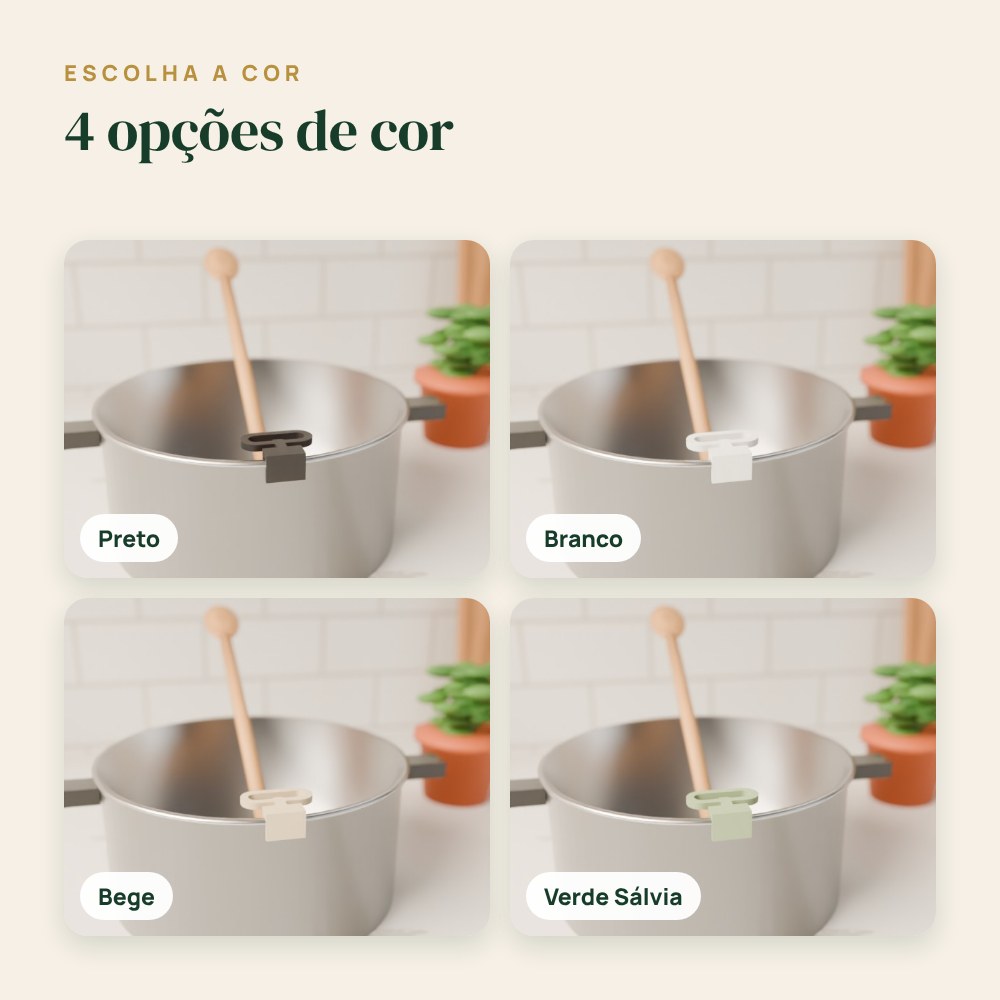 ESCOLHA A COR
4 opções de cor
Preto
Branco
Bege
Verde Sálvia